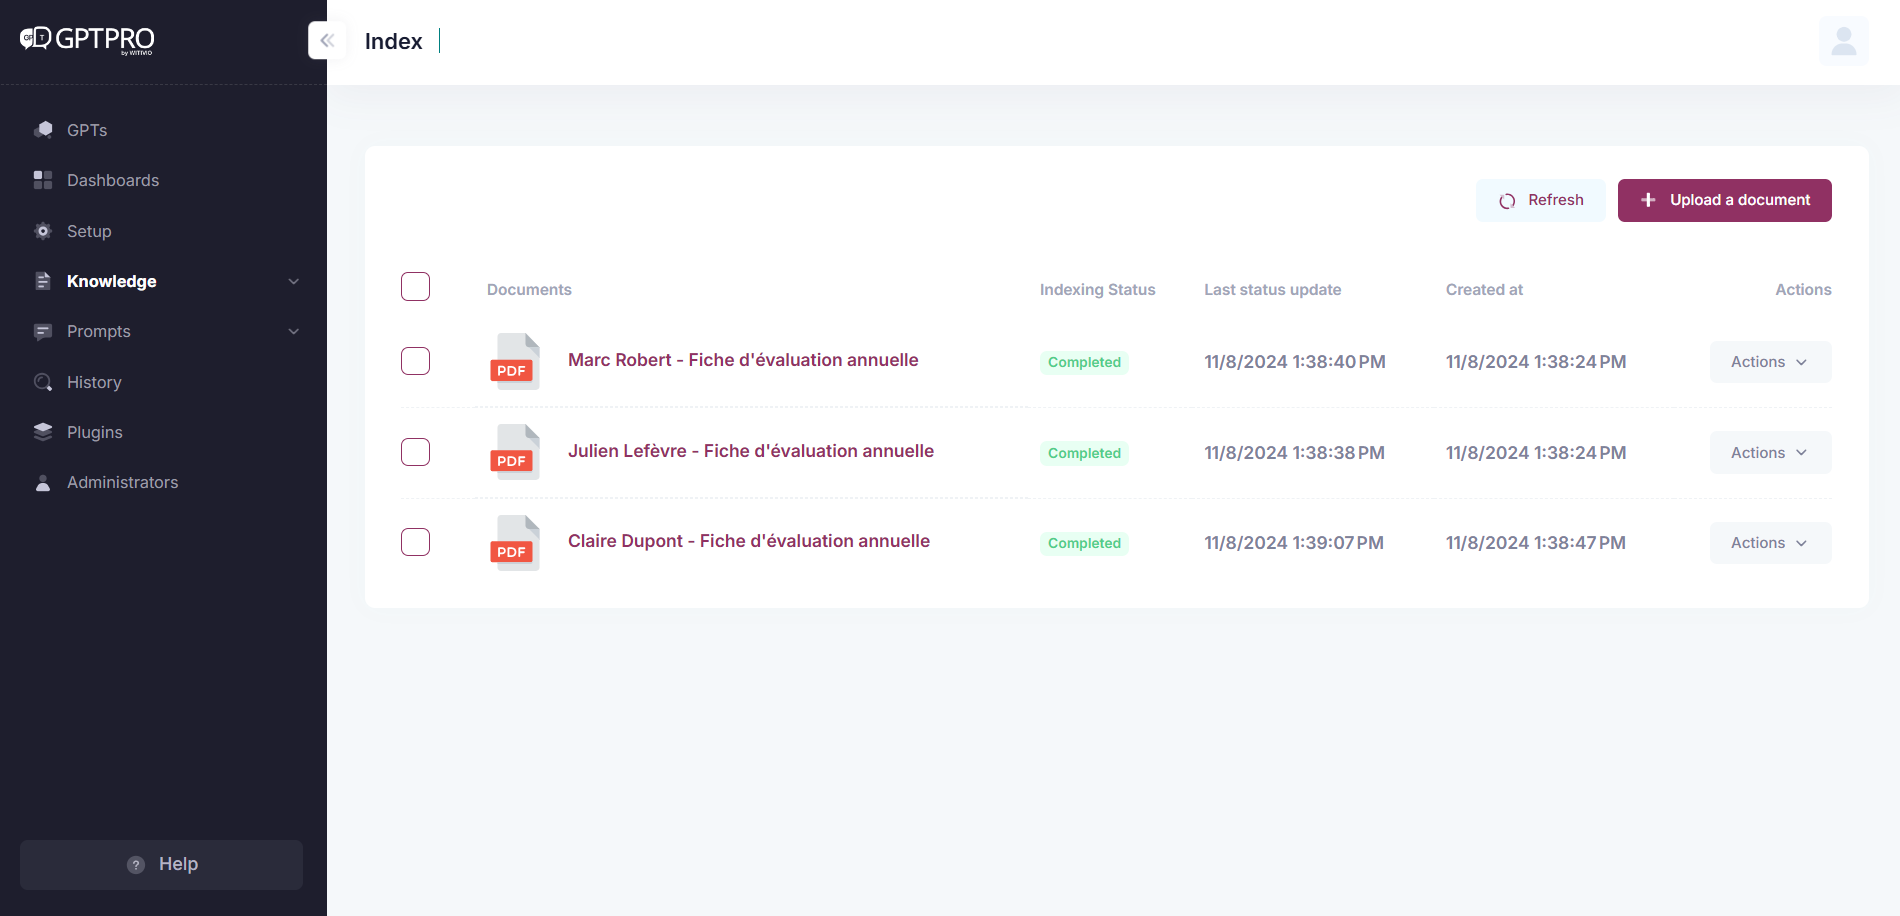 GPT GPTPRO
by WITIVIO
Index
GPTs
Dashboards
Setup
Knowledge
Prompts
History
Plugins
Administrators
Help
Refresh
Upload a document
Documents Indexing Status Last status update Created at Actions
PDF Marc Robert - Fiche d'évaluation annuelle Completed 11/8/2024 1:38:40 PM 11/8/2024 1:38:24 PM Actions
PDF Julien Lefèvre - Fiche d'évaluation annuelle Completed 11/8/2024 1:38:38 PM 11/8/2024 1:38:24 PM Actions
PDF Claire Dupont - Fiche d'évaluation annuelle Completed 11/8/2024 1:39:07 PM 11/8/2024 1:38:47 PM Actions